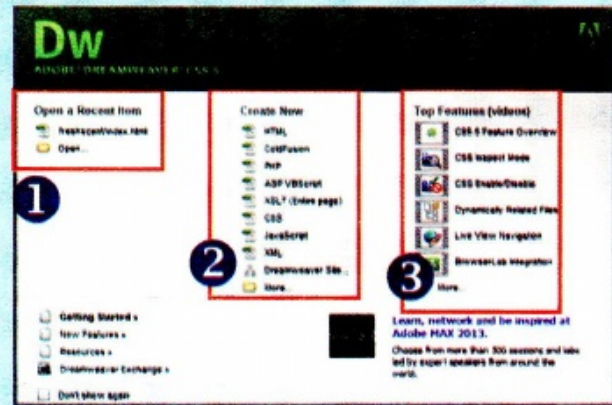 Dw
ADOBE DREAMWEAVER CS5.5
Open a Recent Item
Open...
1
Create New
HTML
ColdFusion
PHP
ASP VBScript
XSLT (Entire page)
CSS
JavaScript
XML
Dreamweaver Site...
More...
2
Top Features (videos)
CS5.5 Feature Overview
CSS Inspect Mode
CSS Enable/Disable
Dynamically Related Files
Live View Navigation
BrowserLab Integration
More...
3
Getting Started »
New Features »
Resources »
Dreamweaver Exchange »
Don't show again
Learn, network and be inspired at
Adobe MAX 2013.
Choose from more than 300 sessions and labs
led by expert speakers from around the
world.